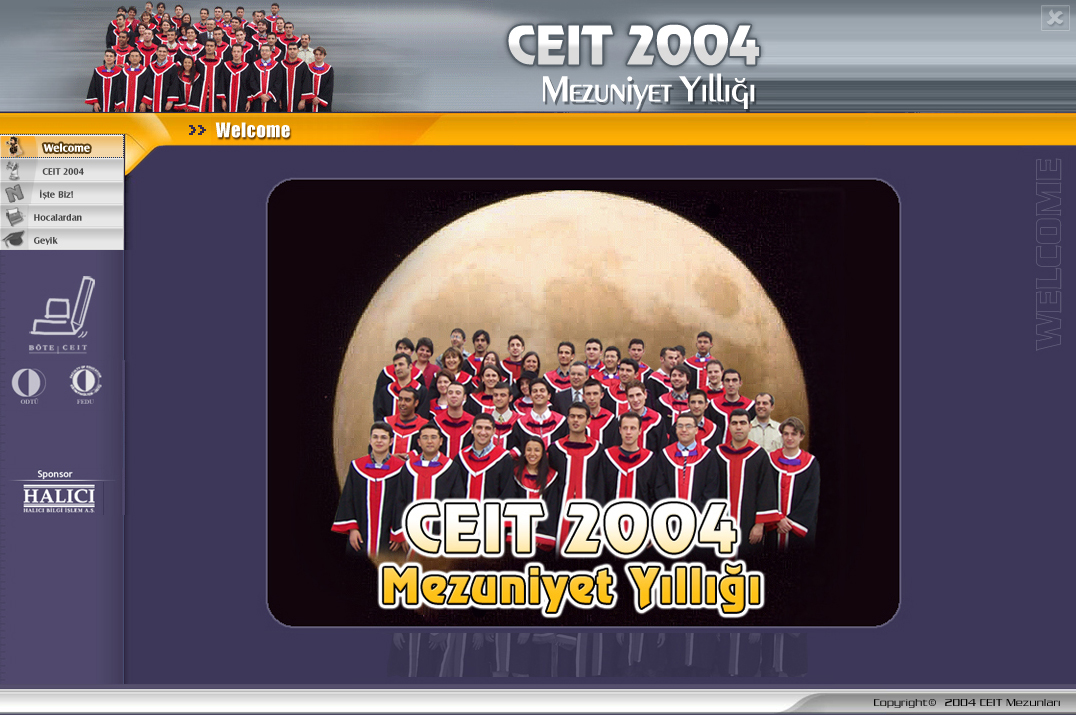 CEIT 2004
Mezuniyet Yıllığı
>> Welcome
Welcome
CEIT 2004
İşte Biz!
Hocalardan
Geyik
BÖTE | CEIT
ODTÜ
FEDU
Sponsor
HALICI
HALICI BİLGİ İŞLEM A.Ş.
WELCOME
CEIT 2004
Mezuniyet Yıllığı
Copyright© 2004 CEIT Mezunları